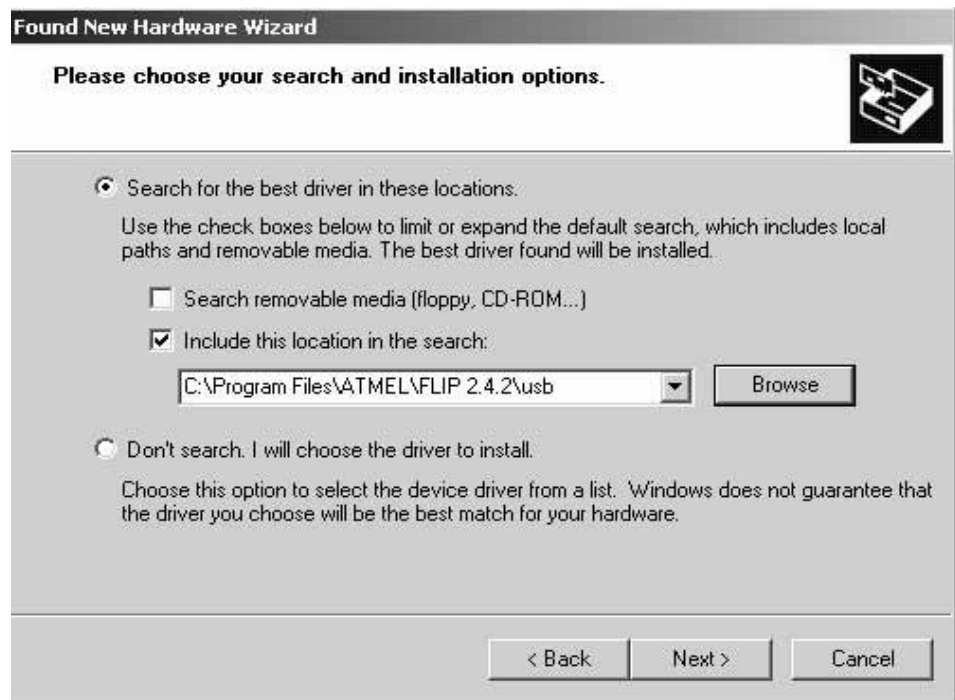 Found New Hardware Wizard
Please choose your search and installation options.
Search for the best driver in these locations.
Use the check boxes below to limit or expand the default search, which includes local
paths and removable media. The best driver found will be installed.
Search removable media (floppy, CD-ROM...)
Include this location in the search:
C:\Program Files\ATMEL\FLIP 2.4.2\usb
Browse
Don't search. I will choose the driver to install.
Choose this option to select the device driver from a list.  Windows does not guarantee that
the driver you choose will be the best match for your hardware.
< Back
Next >
Cancel